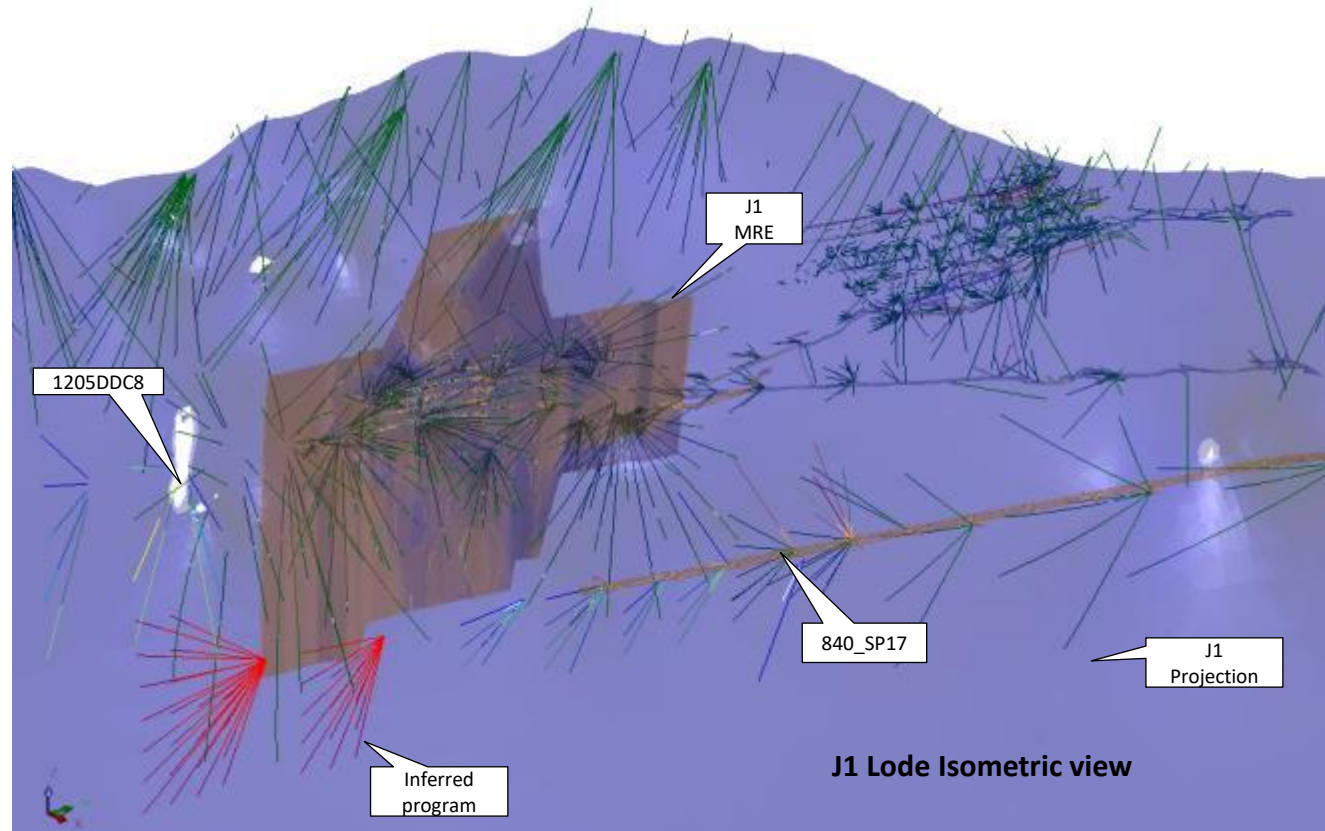 J1
MRE
1205DDC8
840_SP17
J1
Projection
Inferred
program
J1 Lode Isometric view